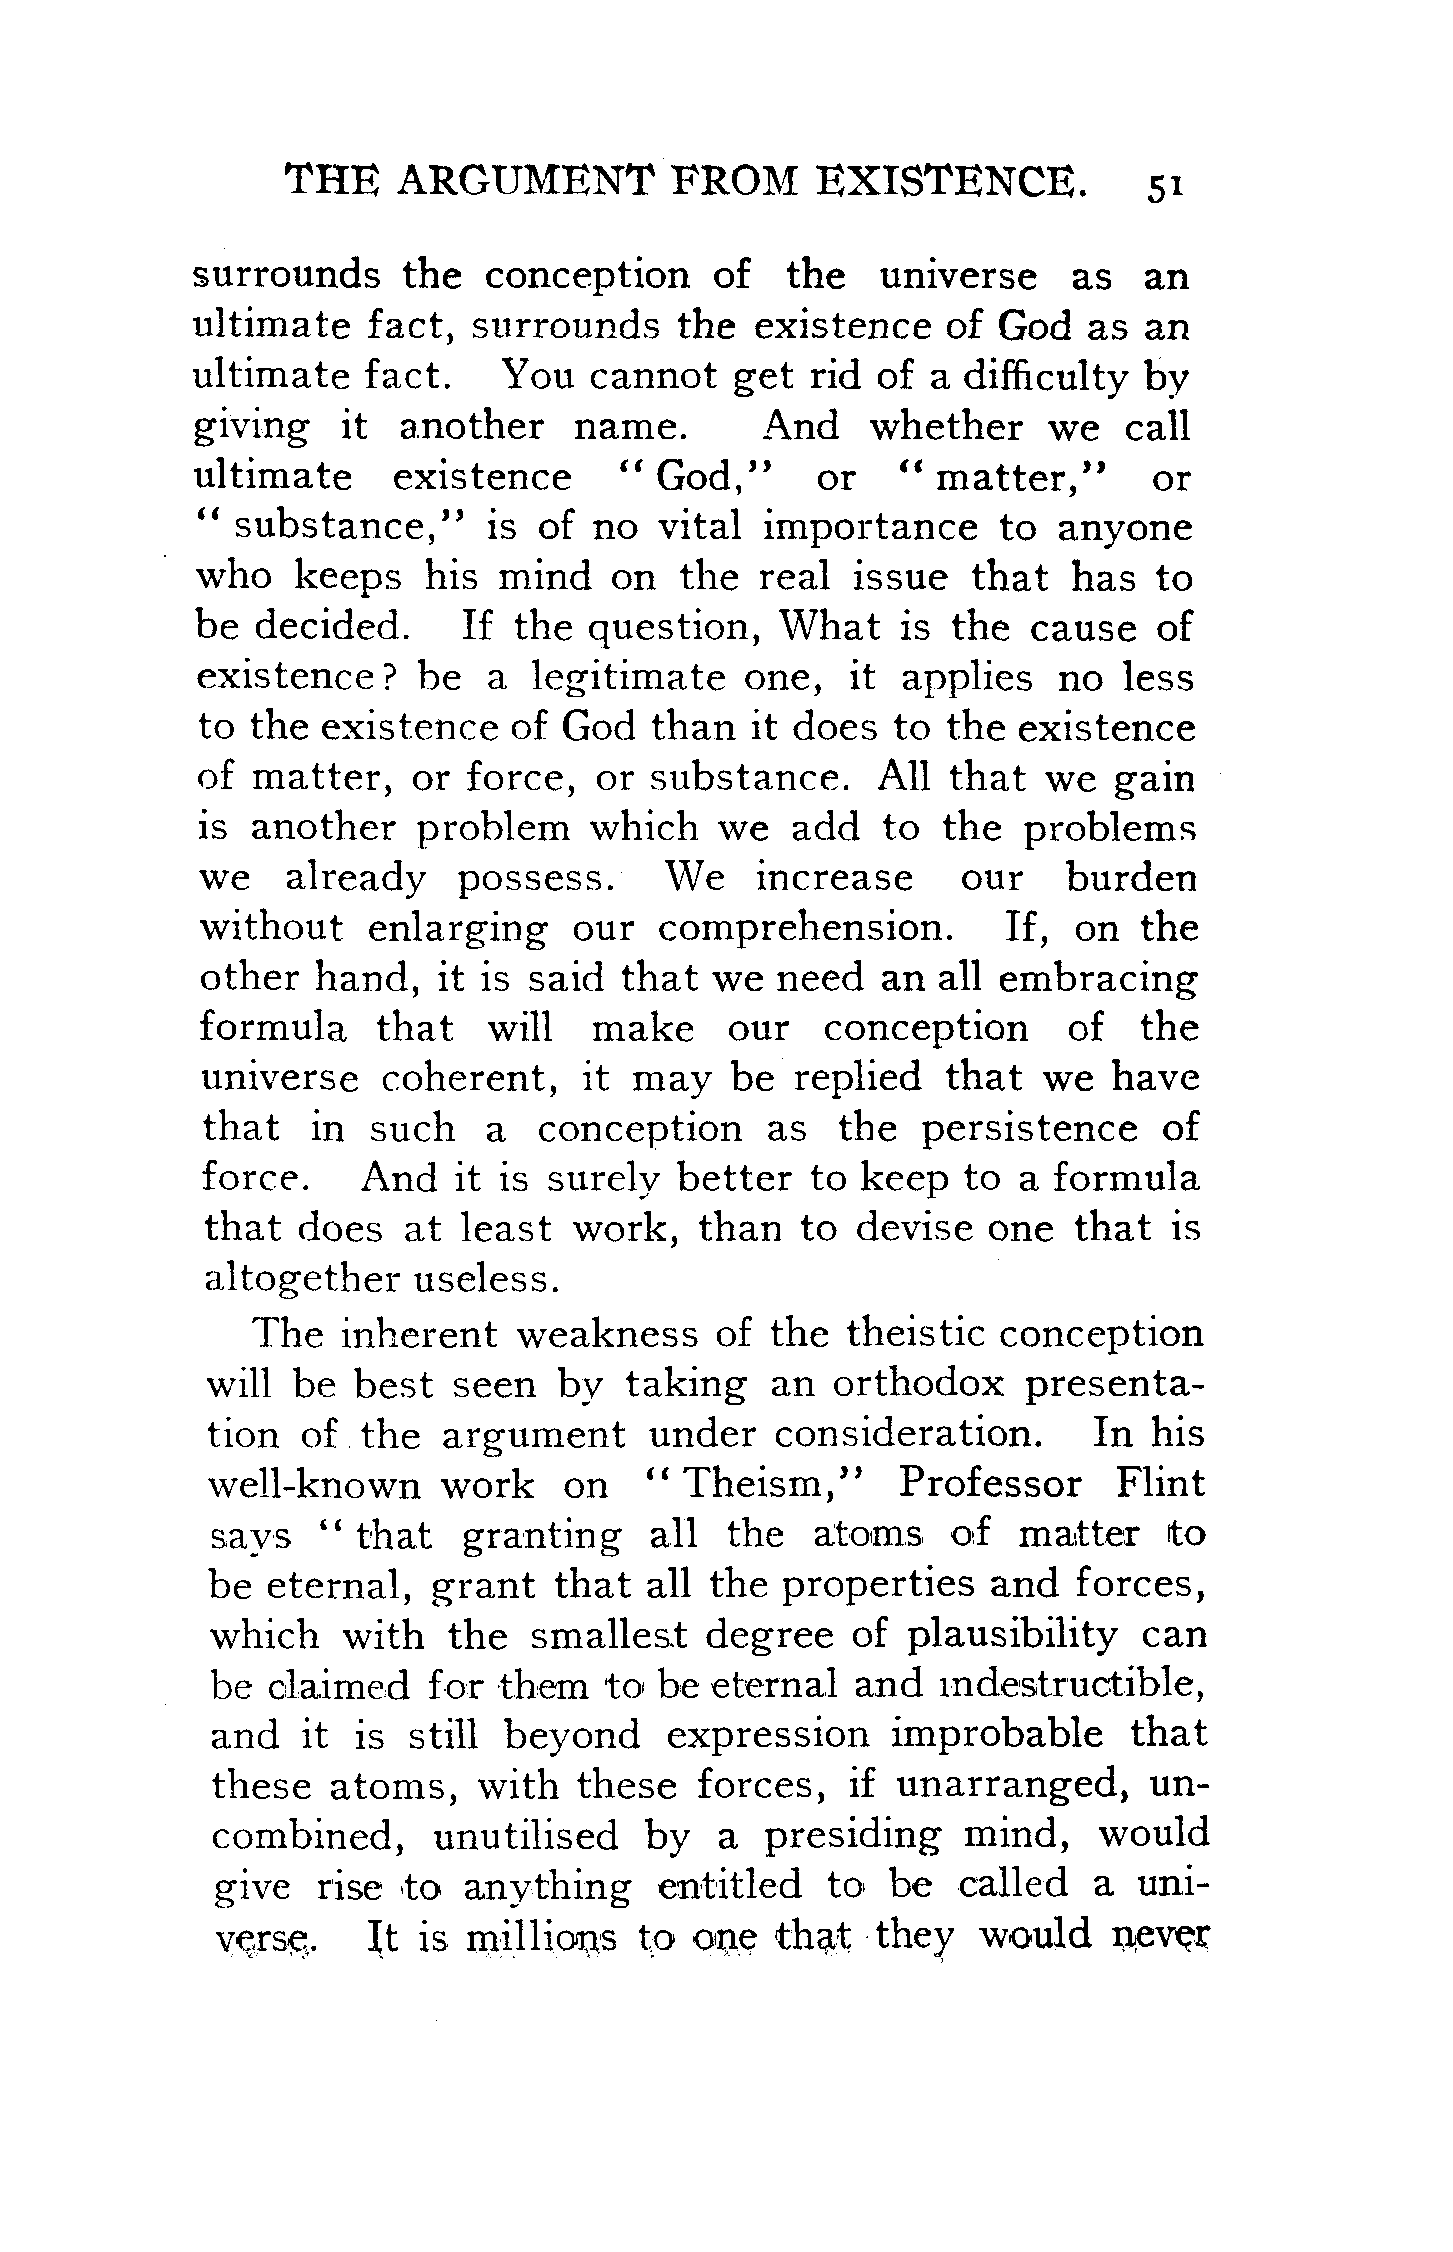 THE ARGUMENT FROM EXISTENCE. 51
surrounds the conception of the universe as an
ultimate fact, surrounds the existence of God as an
ultimate fact. You cannot get rid of a difficulty by
giving it another name. And whether we call
ultimate existence " God," or " matter," or
" substance," is of no vital importance to anyone
who keeps his mind on the real issue that has to
be decided. If the question, What is the cause of
existence? be a legitimate one, it applies no less
to the existence of God than it does to the existence
of matter, or force, or substance. All that we gain
is another problem which we add to the problems
we already possess. We increase our burden
without enlarging our comprehension. If, on the
other hand, it is said that we need an all embracing
formula that will make our conception of the
universe coherent, it may be replied that we have
that in such a conception as the persistence of
force. And it is surely better to keep to a formula
that does at least work, than to devise one that is
altogether useless.
The inherent weakness of the theistic conception
will be best seen by taking an orthodox presenta-
tion of the argument under consideration. In his
well-known work on " Theism," Professor Flint
says " that granting all the atoms of matter to
be eternal, grant that all the properties and forces,
which with the smallest degree of plausibility can
be claimed for them to be eternal and indestructible,
and it is still beyond expression improbable that
these atoms, with these forces, if unarranged, un-
combined, unutilised by a presiding mind, would
give rise to anything entitled to be called a uni-
verse. It is millions to one that they would never